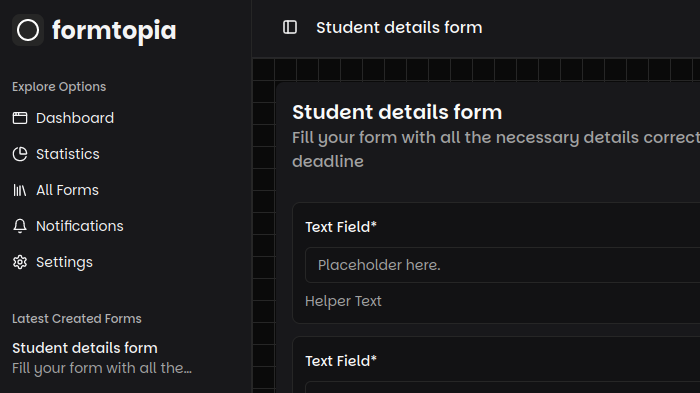 formtopia
Explore Options
Dashboard
Statistics
All Forms
Notifications
Settings
Latest Created Forms
Student details form
Fill your form with all the...
Student details form
Student details form
Fill your form with all the necessary details correct
deadline
Text Field*
Placeholder here.
Helper Text
Text Field*